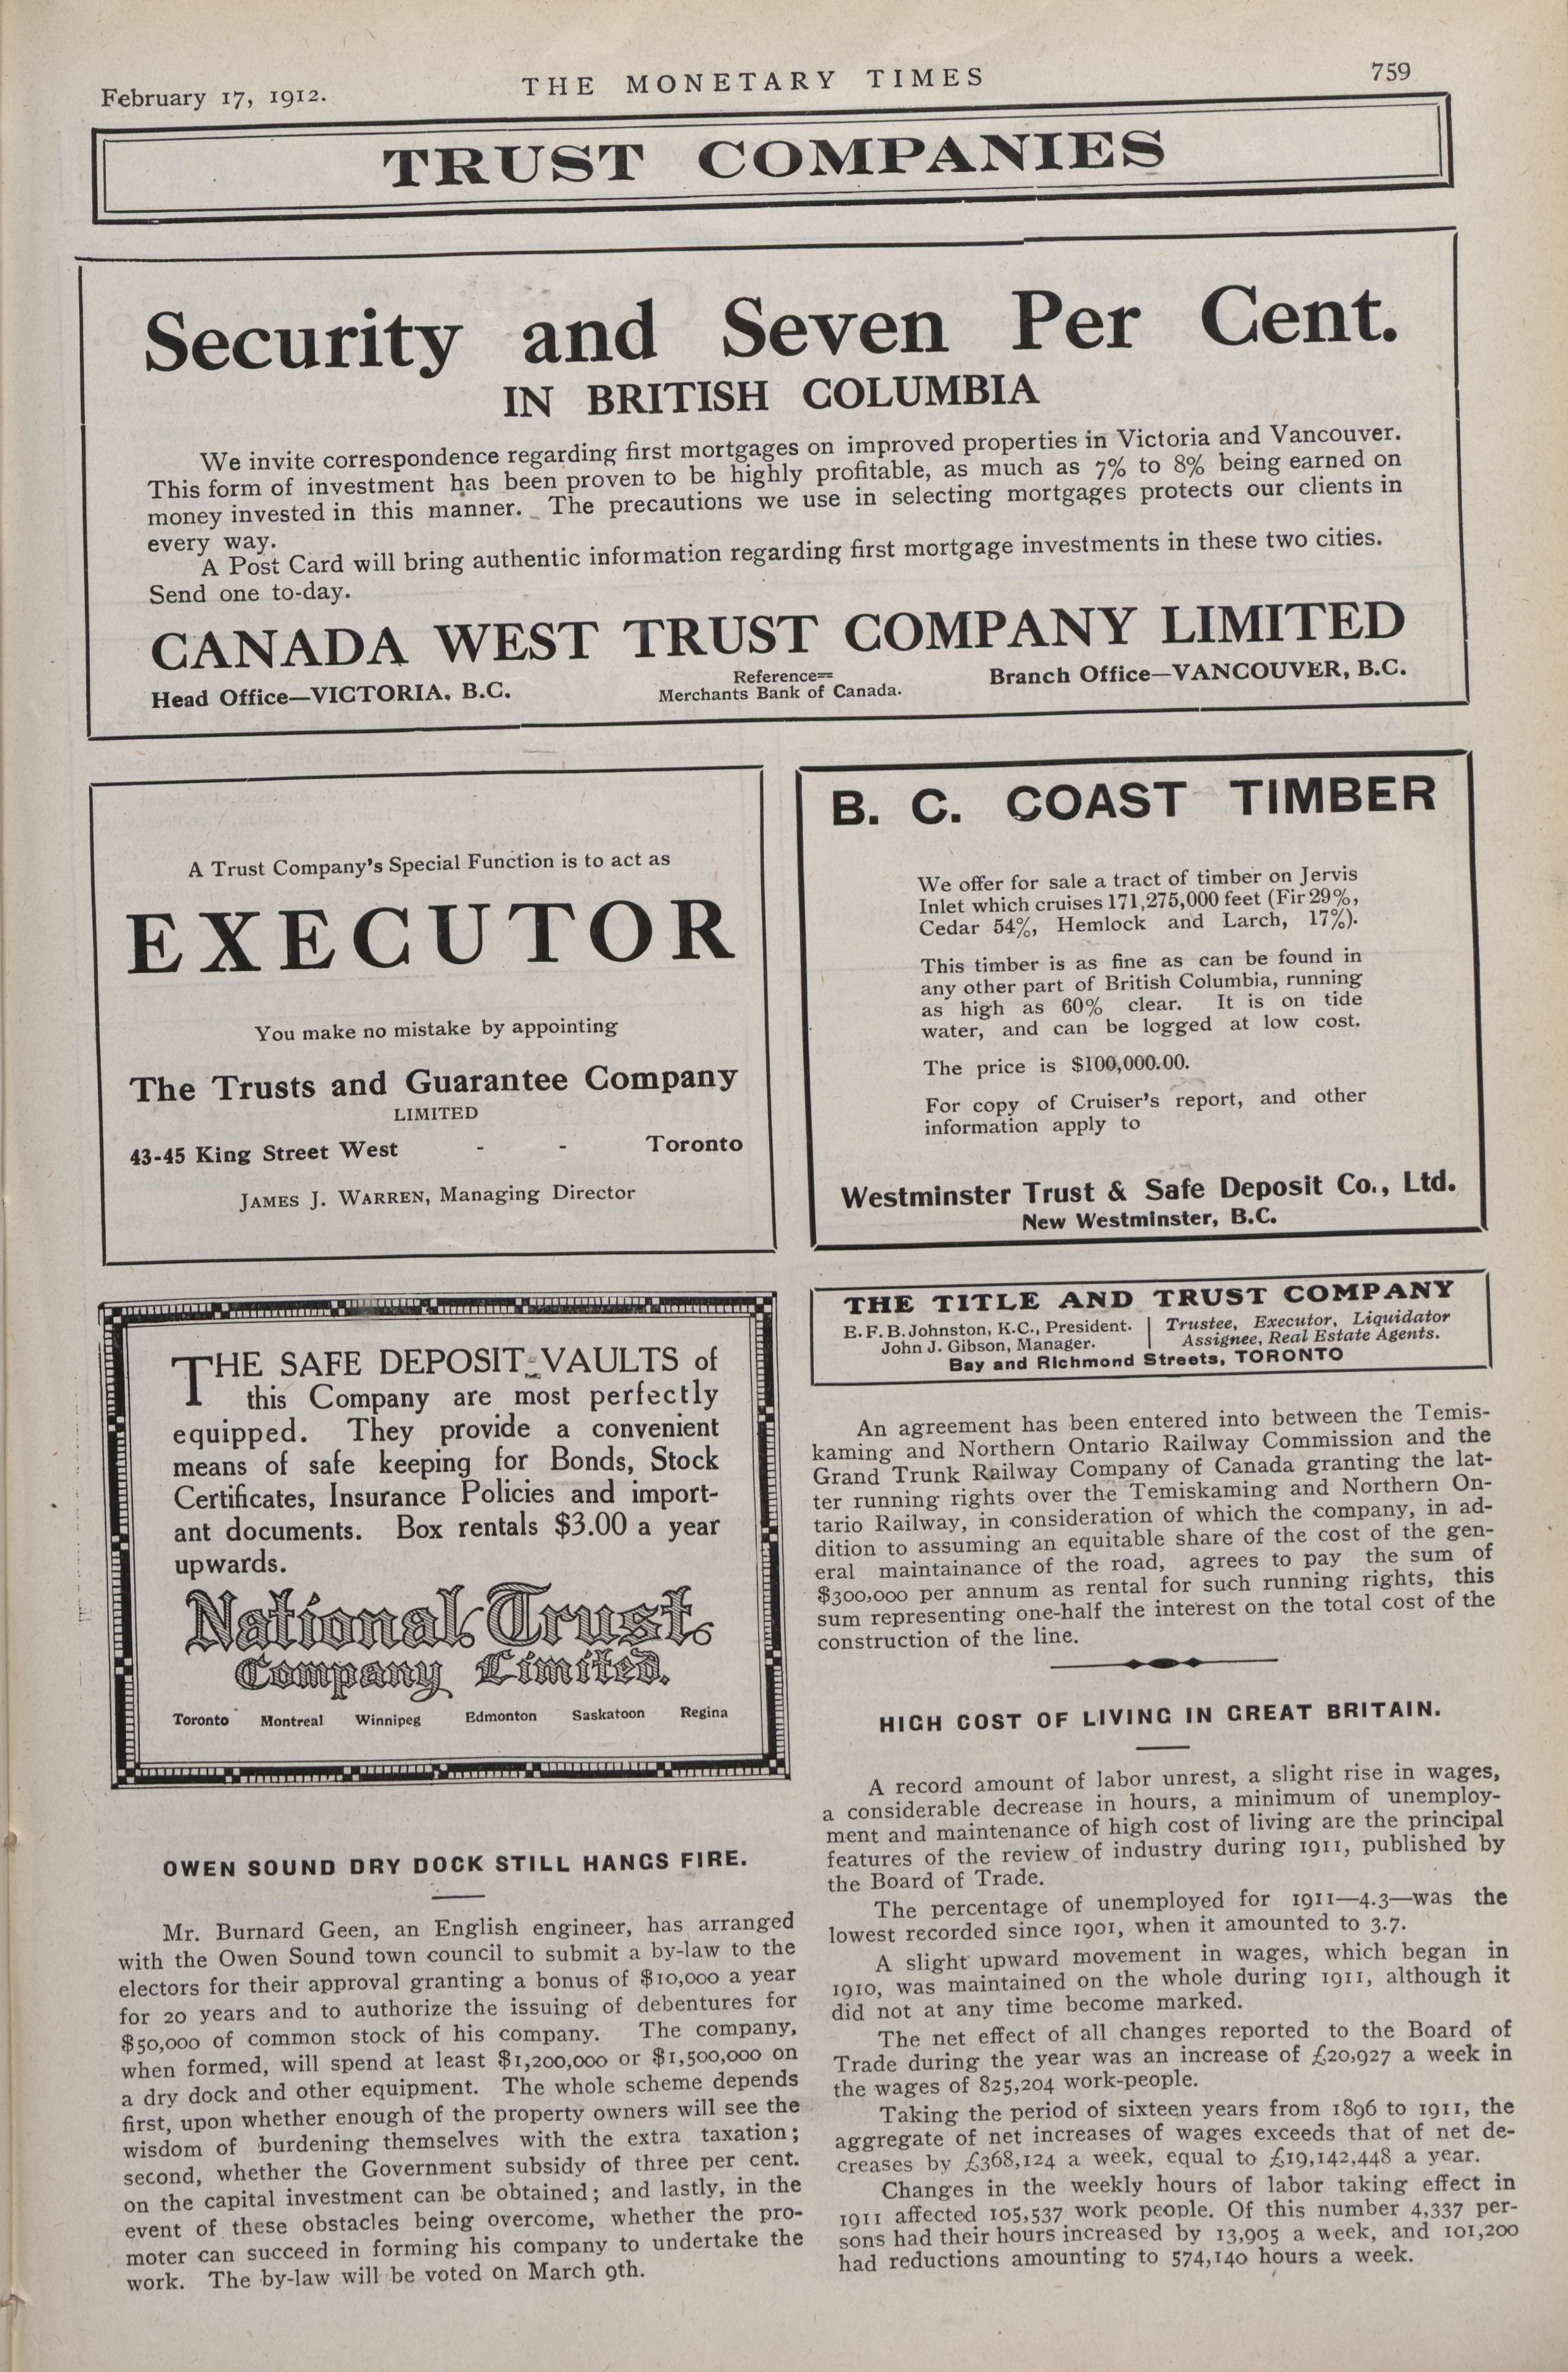 February 17, 1912.
THE MONETARY TIMES
759
TRUST COMPANIES
Security and Seven Per Cent.
IN BRITISH COLUMBIA
We invite correspondence regarding first mortgages on improved properties in Victoria and Vancouver.
This form of investment has been proven to be highly profitable, as much as 7% to 8% being earned on
money invested in this manner. The precautions we use in selecting mortgages protects our clients in
every way.
A Post Card will bring authentic information regarding first mortgage investments in these two cities.
Send one to-day.
CANADA WEST TRUST COMPANY LIMITED
Head Office—VICTORIA. B.C.
Reference=
Merchants Bank of Canada.
Branch Office—VANCOUVER, B.C.
A Trust Company's Special Function is to act as
EXECUTOR
You make no mistake by appointing
The Trusts and Guarantee Company
LIMITED
43-45 King Street West - - Toronto
JAMES J. WARREN, Managing Director
B. C. COAST TIMBER
We offer for sale a tract of timber on Jervis
Inlet which cruises 171,275,000 feet (Fir 29%,
Cedar 54%, Hemlock and Larch, 17%).
This timber is as fine as can be found in
any other part of British Columbia, running
as high as 60% clear. It is on tide
water, and can be logged at low cost.
The price is $100,000.00.
For copy of Cruiser's report, and other
information apply to
Westminster Trust & Safe Deposit Co., Ltd.
New Westminster, B.C.
THE SAFE DEPOSIT VAULTS of
this Company are most perfectly
equipped. They provide a convenient
means of safe keeping for Bonds, Stock
Certificates, Insurance Policies and import-
ant documents. Box rentals $3.00 a year
upwards.
National Trust
Company Limited.
Toronto Montreal Winnipeg Edmonton Saskatoon Regina
OWEN SOUND DRY DOCK STILL HANGS FIRE.
Mr. Burnard Geen, an English engineer, has arranged
with the Owen Sound town council to submit a by-law to the
electors for their approval granting a bonus of $10,000 a year
for 20 years and to authorize the issuing of debentures for
$50,000 of common stock of his company. The company,
when formed, will spend at least $1,200,000 or $1,500,000 on
a dry dock and other equipment. The whole scheme depends
first, upon whether enough of the property owners will see the
wisdom of burdening themselves with the extra taxation;
second, whether the Government subsidy of three per cent.
on the capital investment can be obtained; and lastly, in the
event of these obstacles being overcome, whether the pro-
moter can succeed in forming his company to undertake the
work. The by-law will be voted on March 9th.
THE TITLE AND TRUST COMPANY
E. F. B. Johnston, K.C., President.
John J. Gibson, Manager.
Trustee, Executor, Liquidator
Assignee, Real Estate Agents.
Bay and Richmond Streets, TORONTO
An agreement has been entered into between the Temis-
kaming and Northern Ontario Railway Commission and the
Grand Trunk Railway Company of Canada granting the lat-
ter running rights over the Temiskaming and Northern On-
tario Railway, in consideration of which the company, in ad-
dition to assuming an equitable share of the cost of the gen-
eral maintainance of the road, agrees to pay the sum of
$300,000 per annum as rental for such running rights, this
sum representing one-half the interest on the total cost of the
construction of the line.
HIGH COST OF LIVING IN GREAT BRITAIN.
A record amount of labor unrest, a slight rise in wages,
a considerable decrease in hours, a minimum of unemploy-
ment and maintenance of high cost of living are the principal
features of the review of industry during 1911, published by
the Board of Trade.
The percentage of unemployed for 1911—4.3—was the
lowest recorded since 1901, when it amounted to 3.7.
A slight upward movement in wages, which began in
1910, was maintained on the whole during 1911, although it
did not at any time become marked.
The net effect of all changes reported to the Board of
Trade during the year was an increase of £20,927 a week in
the wages of 825,204 work-people.
Taking the period of sixteen years from 1896 to 1911, the
aggregate of net increases of wages exceeds that of net de-
creases by £368,124 a week, equal to £19,142,448 a year.
Changes in the weekly hours of labor taking effect in
1911 affected 105,537 work people. Of this number 4,337 per-
sons had their hours increased by 13,905 a week, and 101,200
had reductions amounting to 574,140 hours a week.